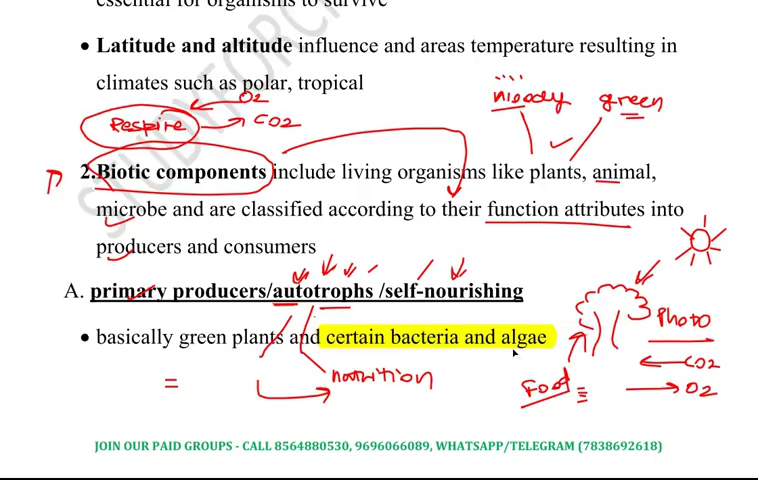 essential for organisms to survive
• Latitude and altitude influence and areas temperature resulting in
climates such as polar, tropical
O2
Respire CO2
woody green
2.Biotic components include living organisms like plants, animal,
microbe and are classified according to their function attributes into
producers and consumers
A. primary producers/autotrophs /self-nourishing
• basically green plants and certain bacteria and algae
Photo
CO2
nutrition
Food
O2
JOIN OUR PAID GROUPS - CALL 8564880530, 9696066089, WHATSAPP/TELEGRAM (7838692618)